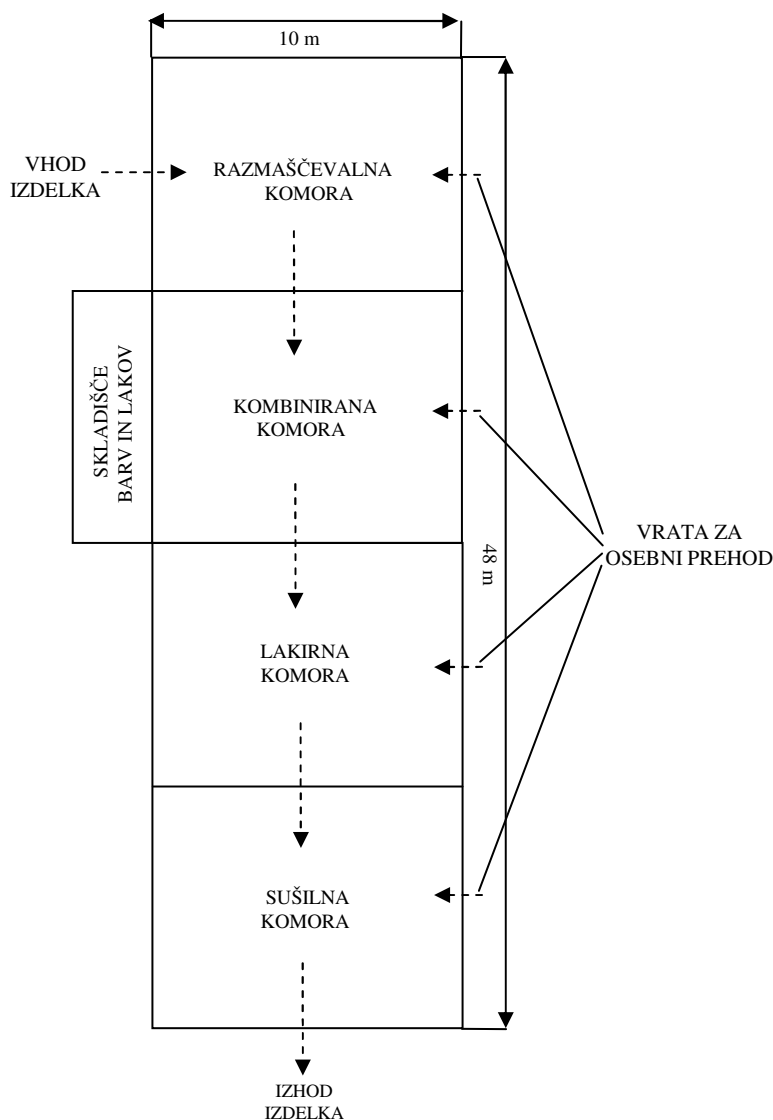 10 m
VHOD
IZDELKA
RAZMAŠČEVALNA
KOMORA
SKLADIŠČE
BARV IN LAKOV
KOMBINIRANA
KOMORA
48 m
VRATA ZA
OSEBNI PREHOD
LAKIRNA
KOMORA
SUŠILNA
KOMORA
IZHOD
IZDELKA